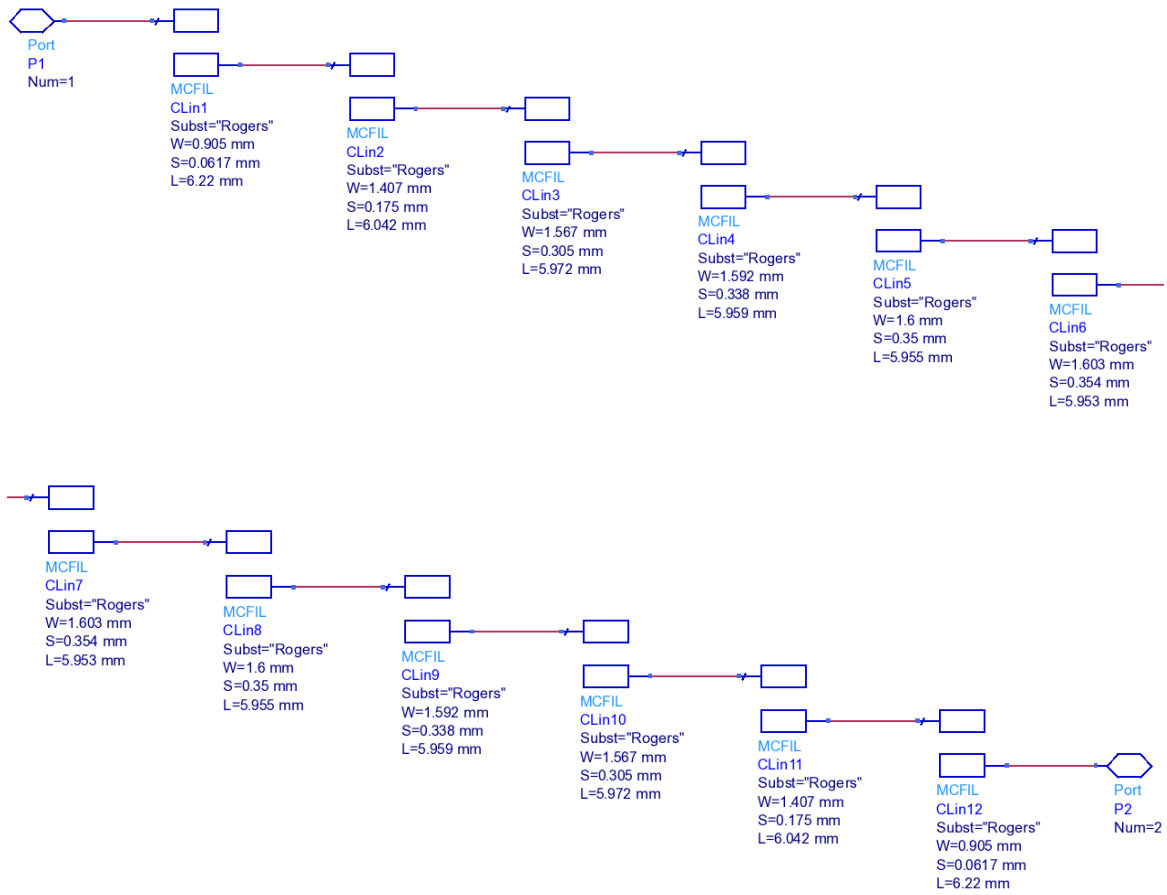 Port
P1
Num=1
MCFIL
CLin1
Subst="Rogers"
W=0.905 mm
S=0.0617 mm
L=6.22 mm
MCFIL
CLin2
Subst="Rogers"
W=1.407 mm
S=0.175 mm
L=6.042 mm
MCFIL
CLin3
Subst="Rogers"
W=1.567 mm
S=0.305 mm
L=5.972 mm
MCFIL
CLin4
Subst="Rogers"
W=1.592 mm
S=0.338 mm
L=5.959 mm
MCFIL
CLin5
Subst="Rogers"
W=1.6 mm
S=0.35 mm
L=5.955 mm
MCFIL
CLin6
Subst="Rogers"
W=1.603 mm
S=0.354 mm
L=5.953 mm
MCFIL
CLin7
Subst="Rogers"
W=1.603 mm
S=0.354 mm
L=5.953 mm
MCFIL
CLin8
Subst="Rogers"
W=1.6 mm
S=0.35 mm
L=5.955 mm
MCFIL
CLin9
Subst="Rogers"
W=1.592 mm
S=0.338 mm
L=5.959 mm
MCFIL
CLin10
Subst="Rogers"
W=1.567 mm
S=0.305 mm
L=5.972 mm
MCFIL
CLin11
Subst="Rogers"
W=1.407 mm
S=0.175 mm
L=6.042 mm
MCFIL
CLin12
Subst="Rogers"
W=0.905 mm
S=0.0617 mm
L=6.22 mm
Port
P2
Num=2